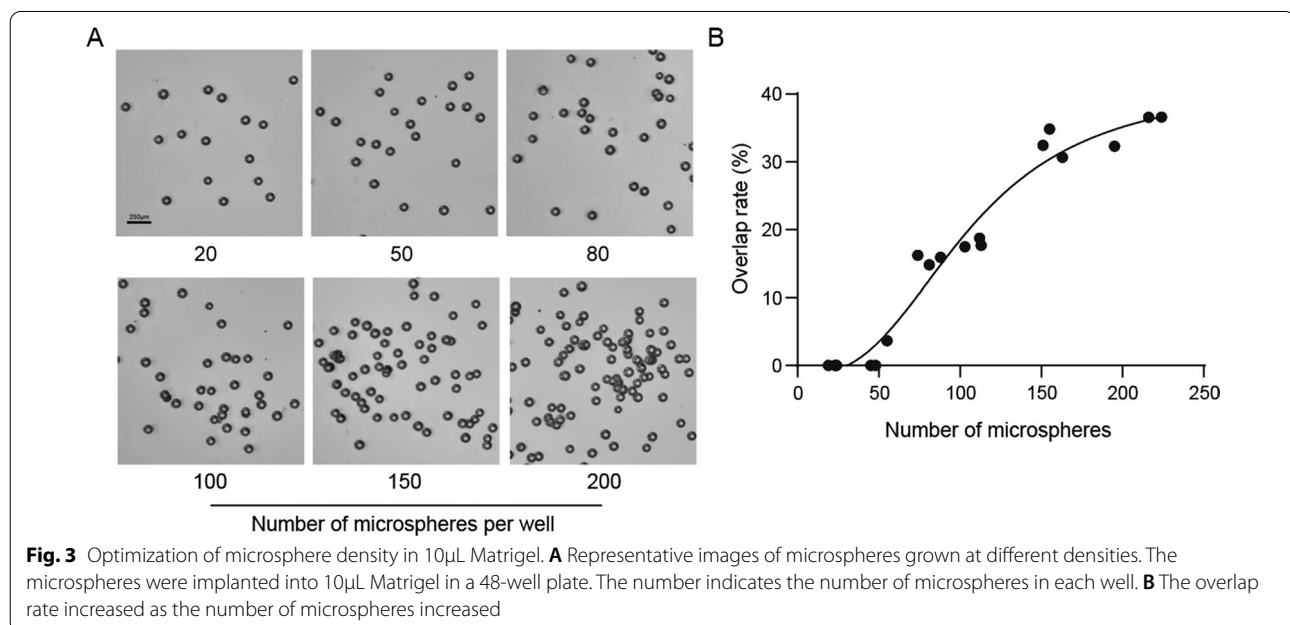 A
B
250μm
20
50
80
100
150
200
Number of microspheres per well
40
30
20
10
0
Overlap rate (%)
0
50
100
150
200
250
Number of microspheres
Fig. 3 Optimization of microsphere density in 10μL Matrigel. A Representative images of microspheres grown at different densities. The
microspheres were implanted into 10μL Matrigel in a 48-well plate. The number indicates the number of microspheres in each well. B The overlap
rate increased as the number of microspheres increased